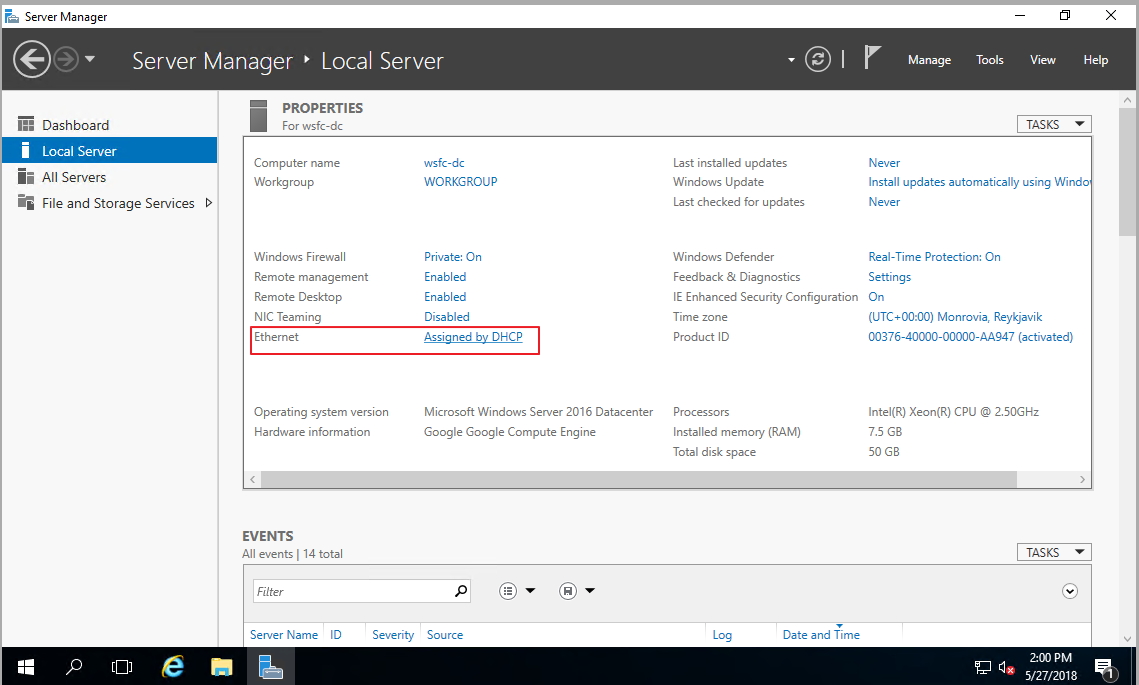 Server Manager
Server Manager ‣ Local Server
Manage Tools View Help
Dashboard
Local Server
All Servers
File and Storage Services
PROPERTIES
For wsfc-dc
TASKS
Computer name wsfc-dc
Workgroup WORKGROUP
Last installed updates Never
Windows Update Install updates automatically using Windo
Last checked for updates Never
Windows Firewall Private: On
Remote management Enabled
Remote Desktop Enabled
NIC Teaming Disabled
Ethernet Assigned by DHCP
Windows Defender Real-Time Protection: On
Feedback & Diagnostics Settings
IE Enhanced Security Configuration On
Time zone (UTC+00:00) Monrovia, Reykjavik
Product ID 00376-40000-00000-AA947 (activated)
Operating system version Microsoft Windows Server 2016 Datacenter
Hardware information Google Google Compute Engine
Processors Intel(R) Xeon(R) CPU @ 2.50GHz
Installed memory (RAM) 7.5 GB
Total disk space 50 GB
EVENTS
All events | 14 total
TASKS
Filter
Server Name ID Severity Source Log Date and Time
2:00 PM
5/27/2018
1